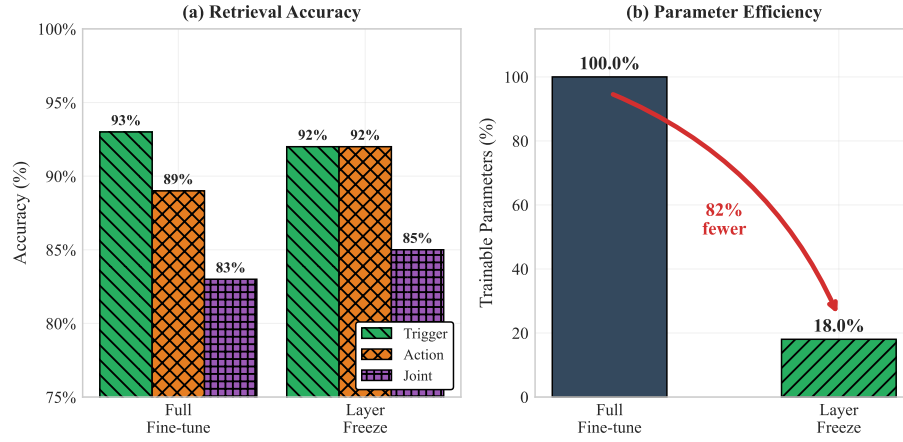 (a) Retrieval Accuracy
100%
95%
90%
85%
80%
75%
Accuracy (%)
93%
89%
83%
92%
92%
85%
Trigger
Action
Joint
Full
Fine-tune
Layer
Freeze
(b) Parameter Efficiency
100
80
60
40
20
0
Trainable Parameters (%)
100.0%
82%
fewer
18.0%
Full
Fine-tune
Layer
Freeze